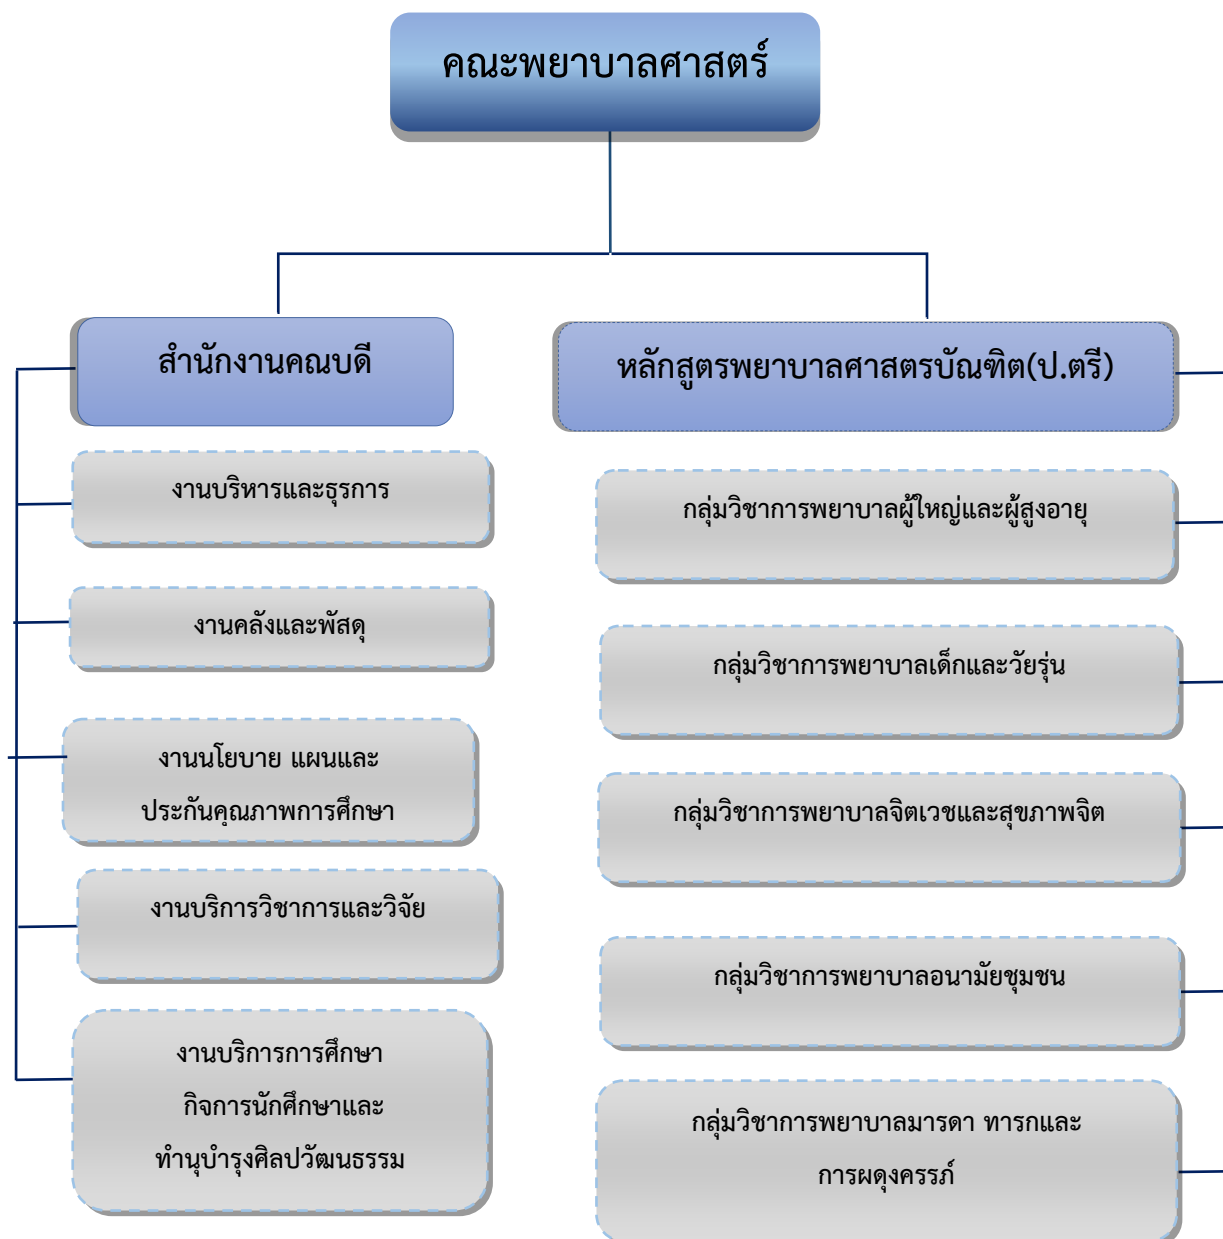 คณะพยาบาลศาสตร์
สำนักงานคณบดี
งานบริหารและธุรการ
งานคลังและพัสดุ
งานนโยบาย แผนและ
ประกันคุณภาพการศึกษา
งานบริการวิชาการและวิจัย
งานบริการการศึกษา
กิจการนักศึกษาและ
ทำนุบำรุงศิลปวัฒนธรรม
หลักสูตรพยาบาลศาสตรบัณฑิต(ป.ตรี)
กลุ่มวิชาการพยาบาลผู้ใหญ่และผู้สูงอายุ
กลุ่มวิชาการพยาบาลเด็กและวัยรุ่น
กลุ่มวิชาการพยาบาลจิตเวชและสุขภาพจิต
กลุ่มวิชาการพยาบาลอนามัยชุมชน
กลุ่มวิชาการพยาบาลมารดา ทารกและ
การผดุงครรภ์